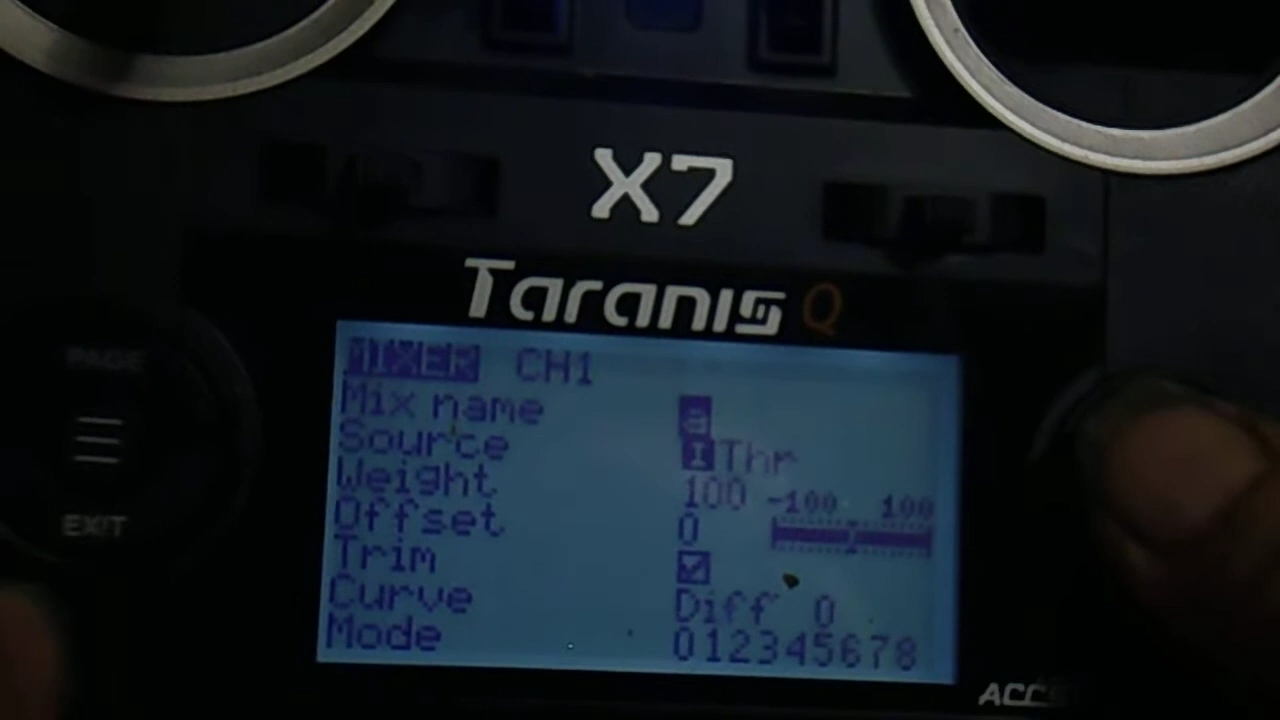 X7
Taranis Q
PAGE
EXIT
MIXER CH1
Mix name a
Source I Thr
Weight 100 -100 100
Offset 0
Trim
Curve Diff 0
Mode 012345678